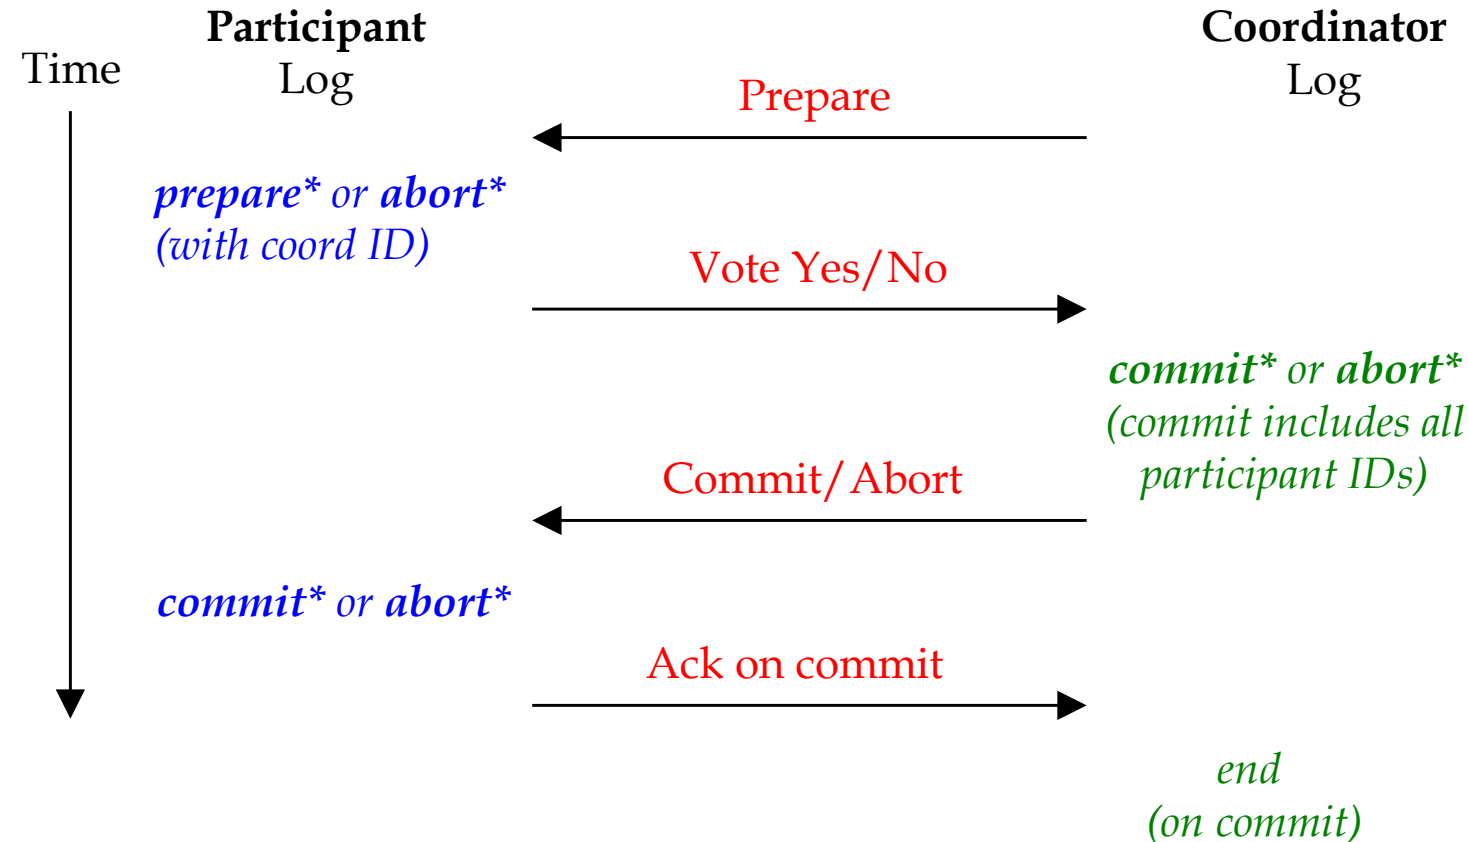 Participant
Log
Coordinator
Log
Time
Prepare
prepare* or abort*
(with coord ID)
Vote Yes/No
commit* or abort*
(commit includes all
participant IDs)
Commit/Abort
commit* or abort*
Ack on commit
end
(on commit)